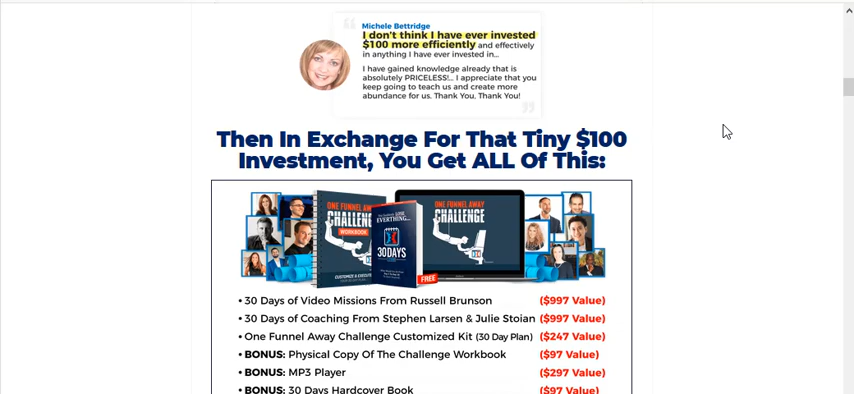 Michele Bettridge
I don't think I have ever invested
$100 more efficiently and effectively
in anything I have ever invested in...
I have gained knowledge already that is
absolutely PRICELESS!... I appreciate that you
keep going to teach us and create more
abundance for us. Thank You, Thank You!
Then In Exchange For That Tiny $100
Investment, You Get ALL Of This:
ONE FUNNEL AWAY
CHALLENGE
WORKBOOK
EVERYTHING...
30 DAYS
FREE
ONE FUNNEL AWAY
CHALLENGE
• 30 Days of Video Missions From Russell Brunson ($997 Value)
• 30 Days of Coaching From Stephen Larsen & Julie Stoian ($997 Value)
• One Funnel Away Challenge Customized Kit (30 Day Plan) ($247 Value)
• BONUS: Physical Copy Of The Challenge Workbook ($97 Value)
• BONUS: MP3 Player ($297 Value)
• BONUS: 30 Days Hardcover Book ($97 Value)